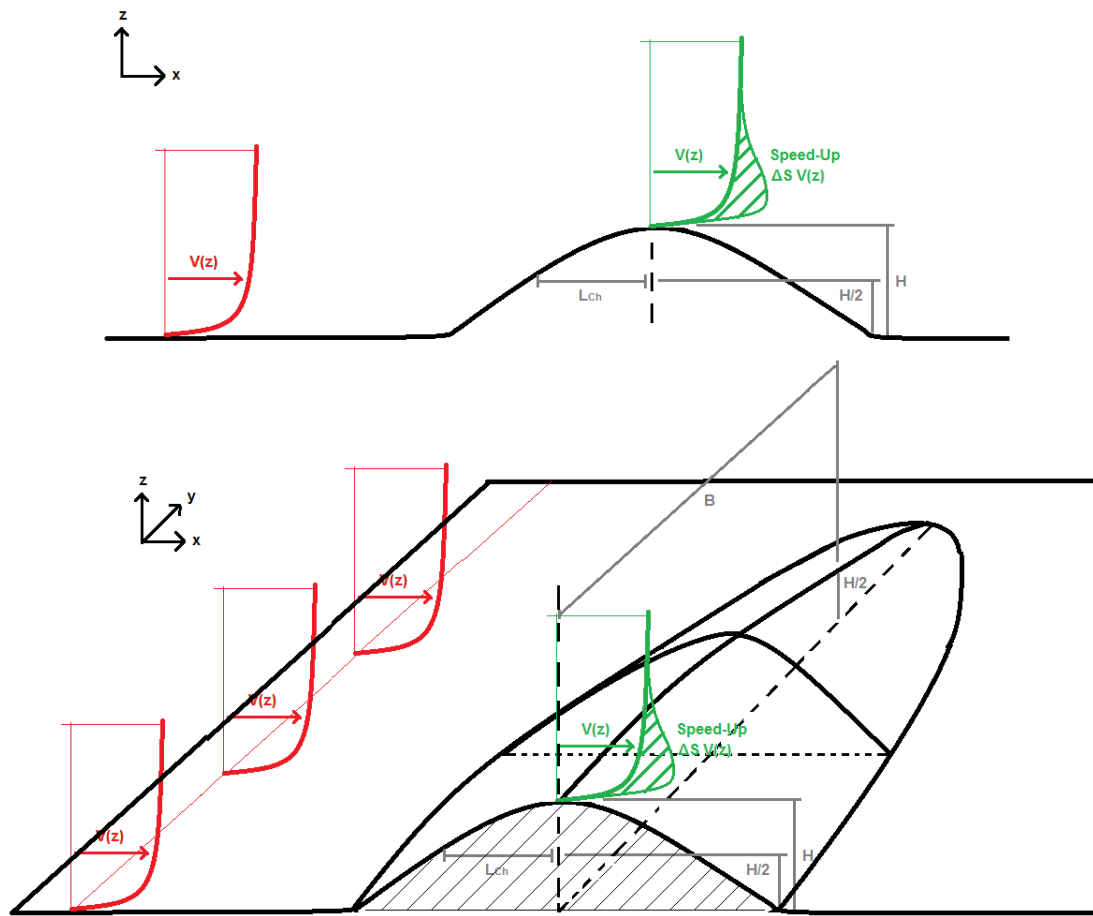 z
x
V(z)
Speed-Up
ΔS V(z)
V(z)
H
H/2
LCh
B
z
y
x
V(z)
H/2
V(z)
V(z)
Speed-Up
ΔS V(z)
V(z)
H/2
H
LCh